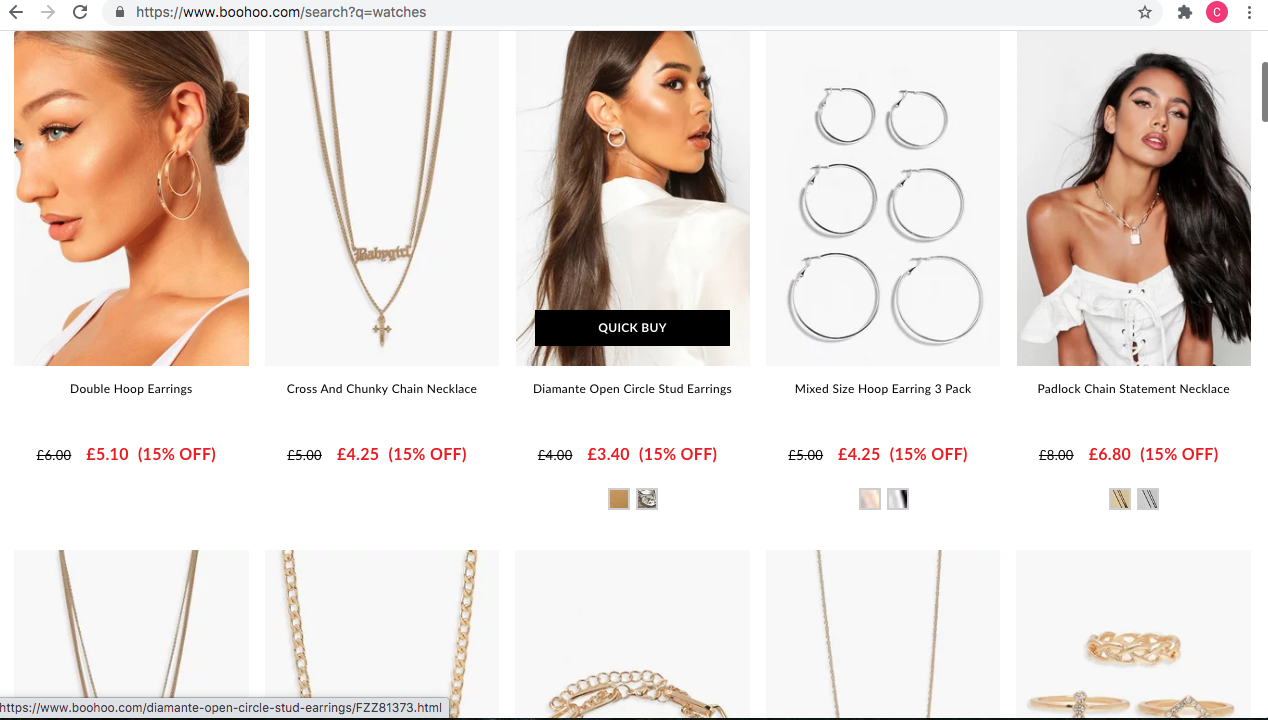 https://www.boohoo.com/search?q=watches
C
Babygirl
QUICK BUY
Double Hoop Earrings
Cross And Chunky Chain Necklace
Diamante Open Circle Stud Earrings
Mixed Size Hoop Earring 3 Pack
Padlock Chain Statement Necklace
£6.00 £5.10 (15% OFF)
£5.00 £4.25 (15% OFF)
£4.00 £3.40 (15% OFF)
£5.00 £4.25 (15% OFF)
£8.00 £6.80 (15% OFF)
https://www.boohoo.com/diamante-open-circle-stud-earrings/FZZ81373.html